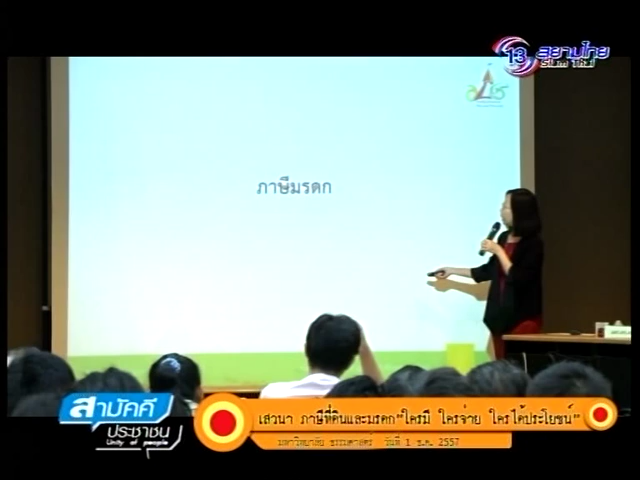 13 สยามไทย
SIAM THAI
ภาษีมรดก
สามัคคี
ประชาชน
Unity of people
เสวนา ภาษีที่ดินและมรดก"ใครมี ใครจ่าย ใครได้ประโยชน์"
มหาวิทยาลัย ธรรมศาสตร์ วันที่ 1 ธ.ค. 2557